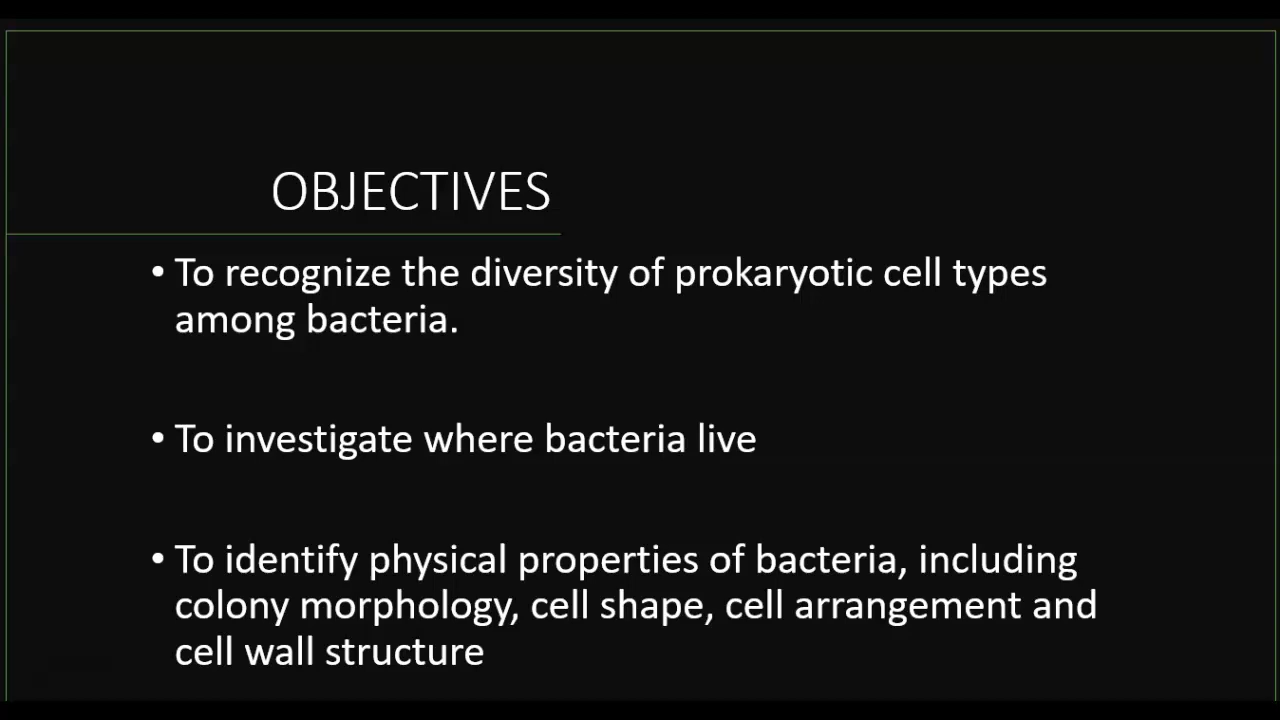 OBJECTIVES
• To recognize the diversity of prokaryotic cell types
among bacteria.
• To investigate where bacteria live
• To identify physical properties of bacteria, including
colony morphology, cell shape, cell arrangement and
cell wall structure